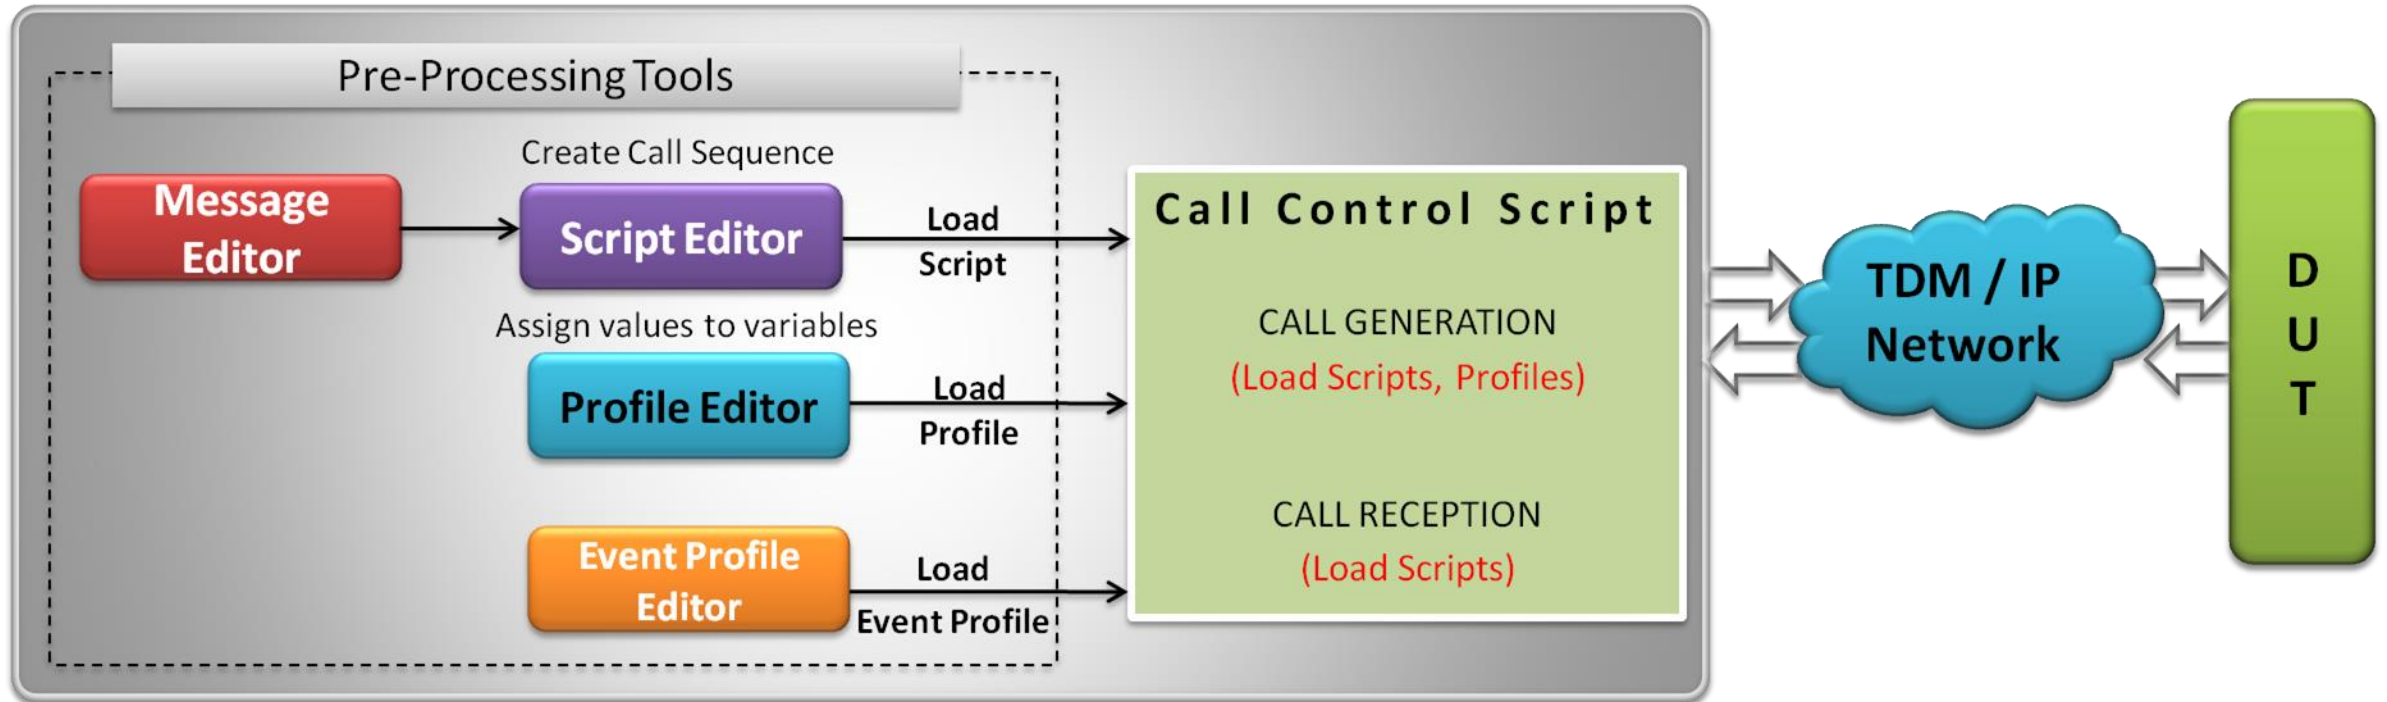 Pre-Processing Tools
Create Call Sequence
Message
Editor
Script Editor
Load
Script
Assign values to variables
Profile Editor
Load
Profile
Event Profile
Editor
Load
Event Profile
Call Control Script
CALL GENERATION
(Load Scripts, Profiles)
CALL RECEPTION
(Load Scripts)
TDM / IP
Network
D
U
T